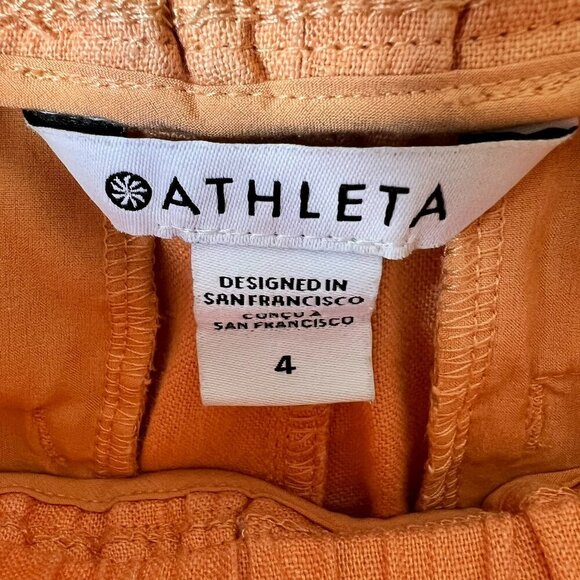 ATHLETA
DESIGNED IN
SAN FRANCISCO
CONÇU À
SAN FRANCISCO
4